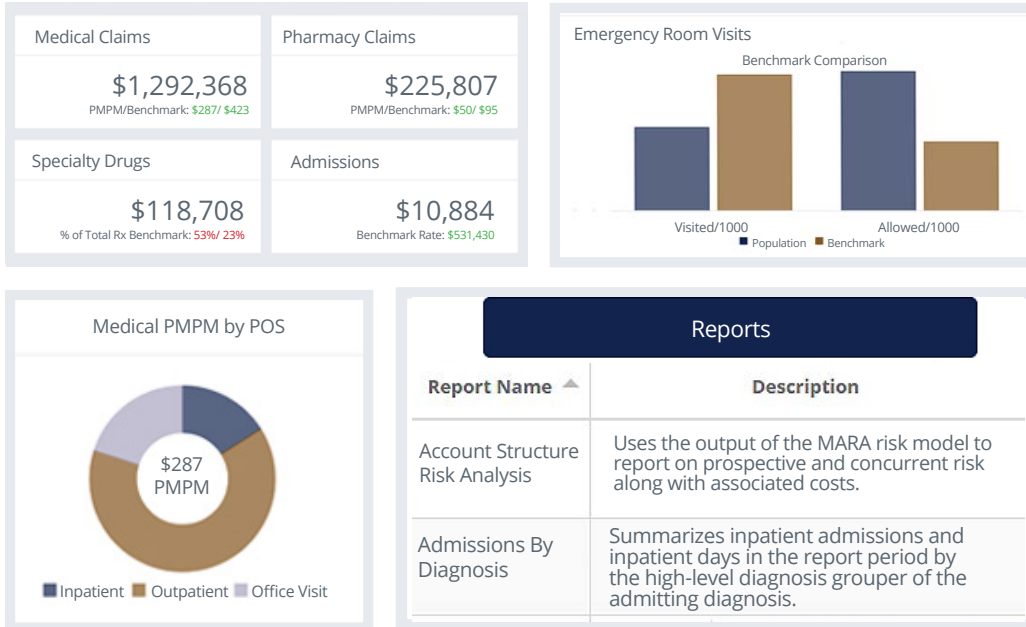 Medical Claims
$1,292,368
PMPM/Benchmark: $287/ $423
Pharmacy Claims
$225,807
PMPM/Benchmark: $50/ $95
Specialty Drugs
$118,708
% of Total Rx Benchmark: 53%/ 23%
Admissions
$10,884
Benchmark Rate: $531,430
Emergency Room Visits
Benchmark Comparison
Visited/1000
Allowed/1000
Population
Benchmark
Medical PMPM by POS
$287
PMPM
Inpatient
Outpatient
Office Visit
Reports
Report Name
Description
Account Structure
Risk Analysis
Uses the output of the MARA risk model to
report on prospective and concurrent risk
along with associated costs.
Admissions By
Diagnosis
Summarizes inpatient admissions and
inpatient days in the report period by
the high-level diagnosis grouper of the
admitting diagnosis.